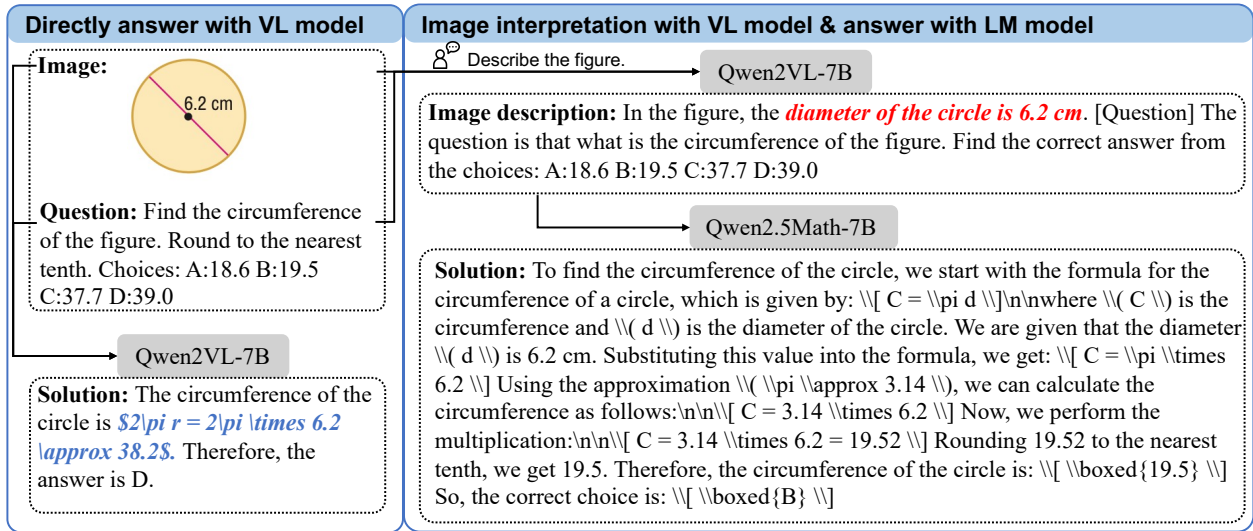 Directly answer with VL model
Image:
6.2 cm
Question: Find the circumference
of the figure. Round to the nearest
tenth. Choices: A:18.6 B:19.5
C:37.7 D:39.0
Qwen2VL-7B
Solution: The circumference of the
circle is $2\pi r = 2\pi \times 6.2
\approx 38.2$. Therefore, the
answer is D.
Image interpretation with VL model & answer with LM model
Describe the figure.
Qwen2VL-7B
Image description: In the figure, the diameter of the circle is 6.2 cm. [Question] The
question is that what is the circumference of the figure. Find the correct answer from
the choices: A:18.6 B:19.5 C:37.7 D:39.0
Qwen2.5Math-7B
Solution: To find the circumference of the circle, we start with the formula for the
circumference of a circle, which is given by: \\[ C = \\pi d \\]\n\nwhere \\( C \\) is the
circumference and \\( d \\) is the diameter of the circle. We are given that the diameter
\\( d \\) is 6.2 cm. Substituting this value into the formula, we get: \\[ C = \\pi \\times
6.2 \\] Using the approximation \\( \\pi \\approx 3.14 \\), we can calculate the
circumference as follows:\n\n\\[ C = 3.14 \\times 6.2 \\] Now, we perform the
multiplication:\n\n\\[ C = 3.14 \\times 6.2 = 19.52 \\] Rounding 19.52 to the nearest
tenth, we get 19.5. Therefore, the circumference of the circle is: \\[ \\boxed{19.5} \\]
So, the correct choice is: \\[ \\boxed{B} \\]